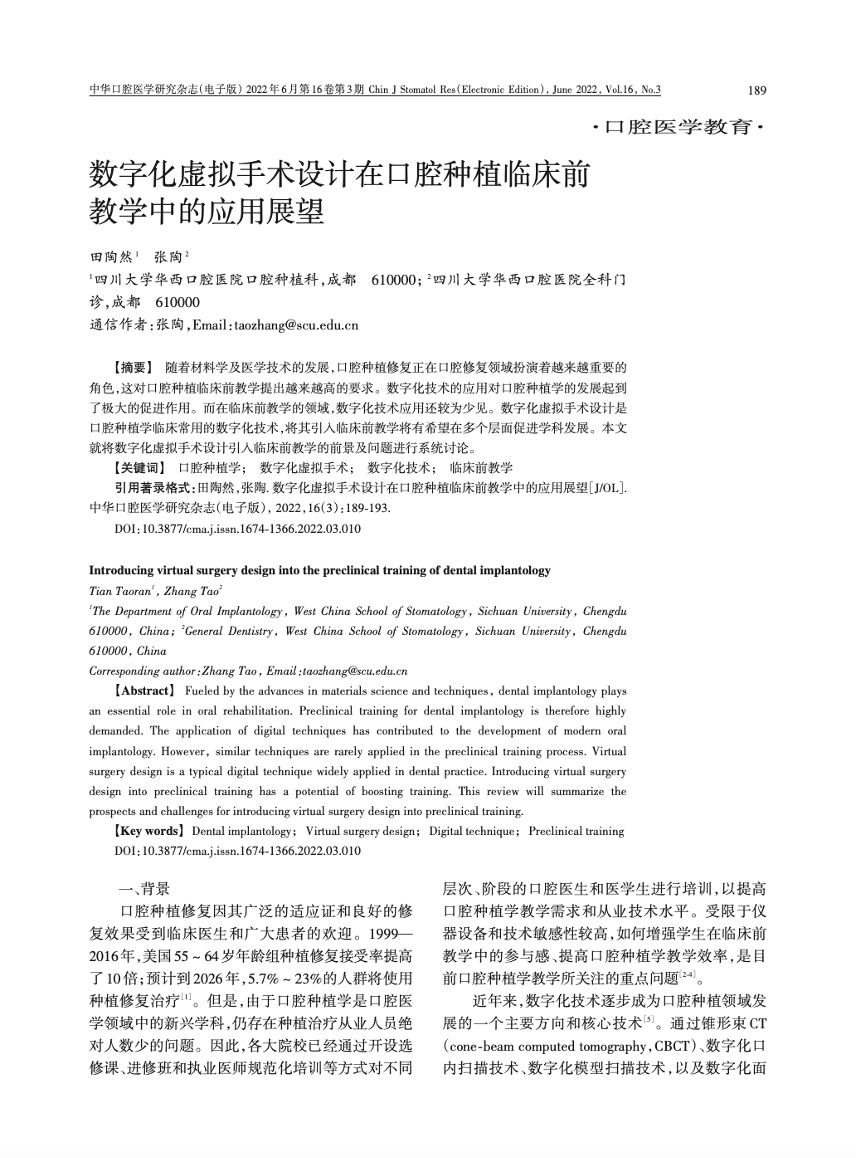 中华口腔医学研究杂志(电子版) 2022年6月第16卷第3期 Chin J Stomatol Res(Electronic Edition), June 2022, Vol.16, No.3 189
·口腔医学教育·
数字化虚拟手术设计在口腔种植临床前
教学中的应用展望
田陶然1 张陶2
1四川大学华西口腔医院口腔种植科,成都 610000;2四川大学华西口腔医院全科门
诊,成都 610000
通信作者:张陶,Email:taozhang@scu.edu.cn
【摘要】 随着材料学及医学技术的发展,口腔种植修复正在口腔修复领域扮演着越来越重要的
角色,这对口腔种植临床前教学提出越来越高的要求。数字化技术的应用对口腔种植学的发展起到
了极大的促进作用。而在临床前教学的领域,数字化技术应用还较为少见。数字化虚拟手术设计是
口腔种植学临床常用的数字化技术,将其引入临床前教学将有希望在多个层面促进学科发展。本文
就将数字化虚拟手术设计引入临床前教学的前景及问题进行系统讨论。
【关键词】 口腔种植学; 数字化虚拟手术; 数字化技术; 临床前教学
引用著录格式:田陶然,张陶. 数字化虚拟手术设计在口腔种植临床前教学中的应用展望[J/OL].
中华口腔医学研究杂志(电子版), 2022,16(3):189-193.
DOI:10.3877/cma.j.issn.1674-1366.2022.03.010
Introducing virtual surgery design into the preclinical training of dental implantology
Tian Taoran1, Zhang Tao2
1The Department of Oral Implantology, West China School of Stomatology, Sichuan University, Chengdu
610000, China; 2General Dentistry, West China School of Stomatology, Sichuan University, Chengdu
610000, China
Corresponding author:Zhang Tao, Email:taozhang@scu.edu.cn
【Abstract】 Fueled by the advances in materials science and techniques, dental implantology plays
an essential role in oral rehabilitation. Preclinical training for dental implantology is therefore highly
demanded. The application of digital techniques has contributed to the development of modern oral
implantology. However, similar techniques are rarely applied in the preclinical training process. Virtual
surgery design is a typical digital technique widely applied in dental practice. Introducing virtual surgery
design into preclinical training has a potential of boosting training. This review will summarize the
prospects and challenges for introducing virtual surgery design into preclinical training.
【Key words】 Dental implantology; Virtual surgery design; Digital technique; Preclinical training
DOI:10.3877/cma.j.issn.1674-1366.2022.03.010
一、背景
口腔种植修复因其广泛的适应证和良好的修
复效果受到临床医生和广大患者的欢迎。1999—
2016年,美国55~64岁年龄组种植修复接受率提高
了10倍;预计到2026年,5.7%~23%的人群将使用
种植修复治疗[1]。但是,由于口腔种植学是口腔医
学领域中的新兴学科,仍存在种植治疗从业人员绝
对人数少的问题。因此,各大院校已经通过开设选
修课、进修班和执业医师规范化培训等方式对不同
层次、阶段的口腔医生和医学生进行培训,以提高
口腔种植学教学需求和从业技术水平。受限于仪
器设备和技术敏感性较高,如何增强学生在临床前
教学中的参与感、提高口腔种植学教学效率,是目
前口腔种植学教学所关注的重点问题[2-4]。
近年来,数字化技术逐步成为口腔种植领域发
展的一个主要方向和核心技术[5]。通过锥形束CT
(cone-beam computed tomography,CBCT)、数字化口
内扫描技术、数字化模型扫描技术,以及数字化面